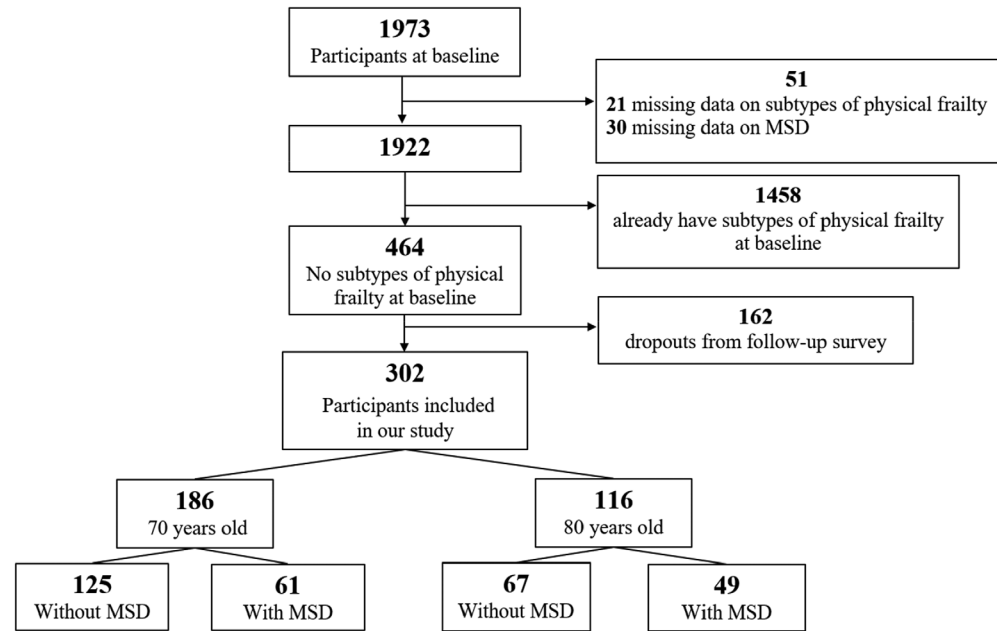 1973
Participants at baseline
51
21 missing data on subtypes of physical frailty
30 missing data on MSD
1922
1458
already have subtypes of physical frailty
at baseline
464
No subtypes of physical
frailty at baseline
162
dropouts from follow-up survey
302
Participants included
in our study
186
70 years old
116
80 years old
125
Without MSD
61
With MSD
67
Without MSD
49
With MSD